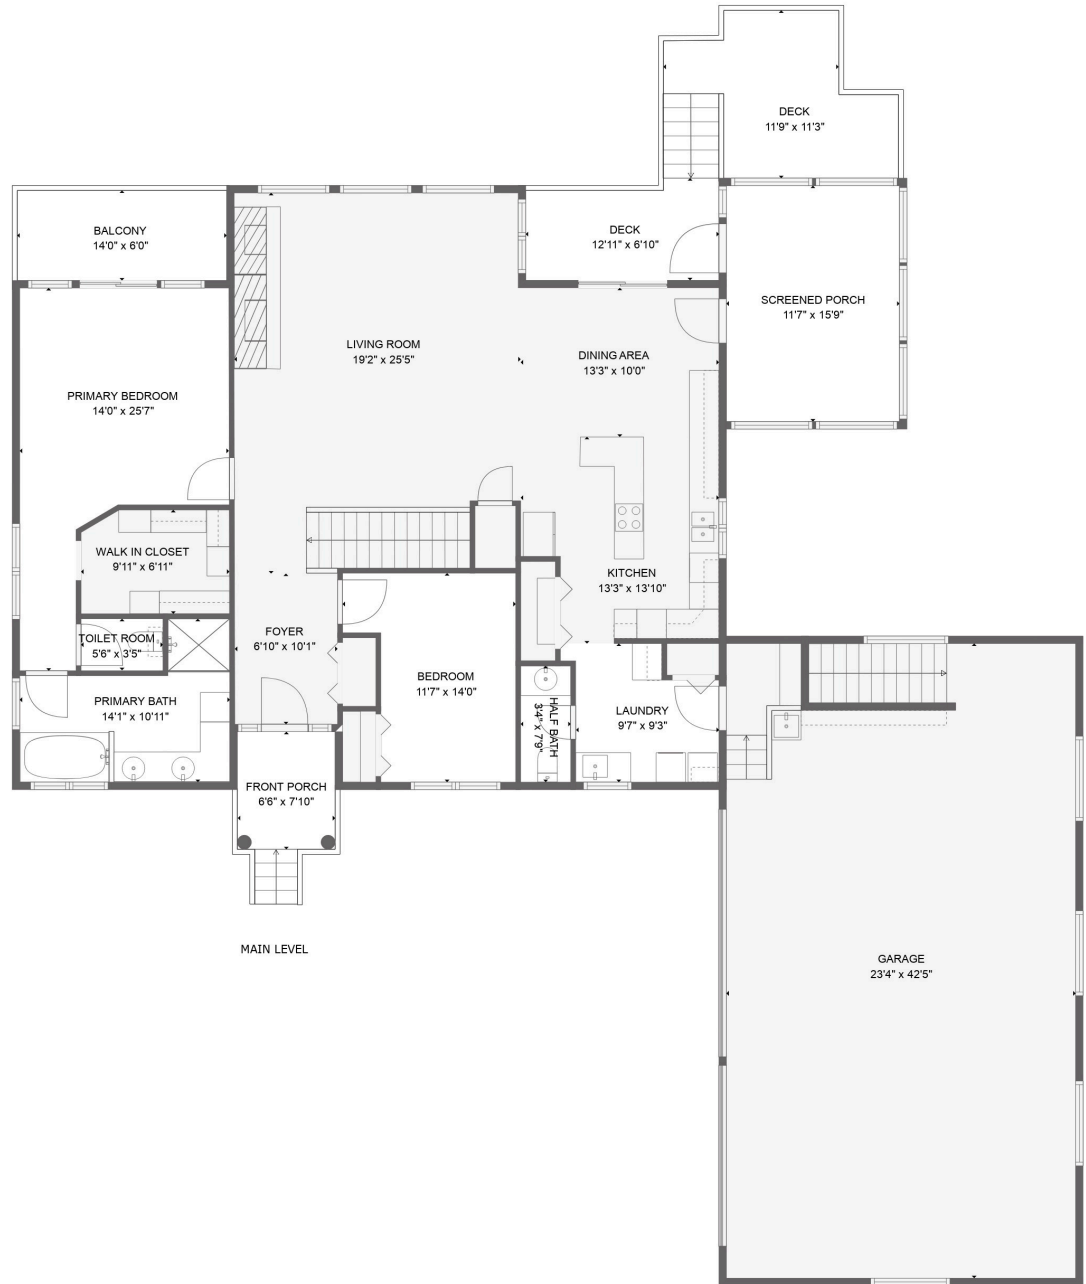 DECK
11'9" x 11'3"
BALCONY
14'0" x 6'0"
DECK
12'11" x 6'10"
SCREENED PORCH
11'7" x 15'9"
LIVING ROOM
19'2" x 25'5"
DINING AREA
13'3" x 10'0"
PRIMARY BEDROOM
14'0" x 25'7"
WALK IN CLOSET
9'11" x 6'11"
KITCHEN
13'3" x 13'10"
TOILET ROOM
5'6" x 3'5"
FOYER
6'10" x 10'1"
BEDROOM
11'7" x 14'0"
PRIMARY BATH
14'1" x 10'11"
HALF BATH
3'4" x 7'9"
LAUNDRY
9'7" x 9'3"
FRONT PORCH
6'6" x 7'10"
MAIN LEVEL
GARAGE
23'4" x 42'5"